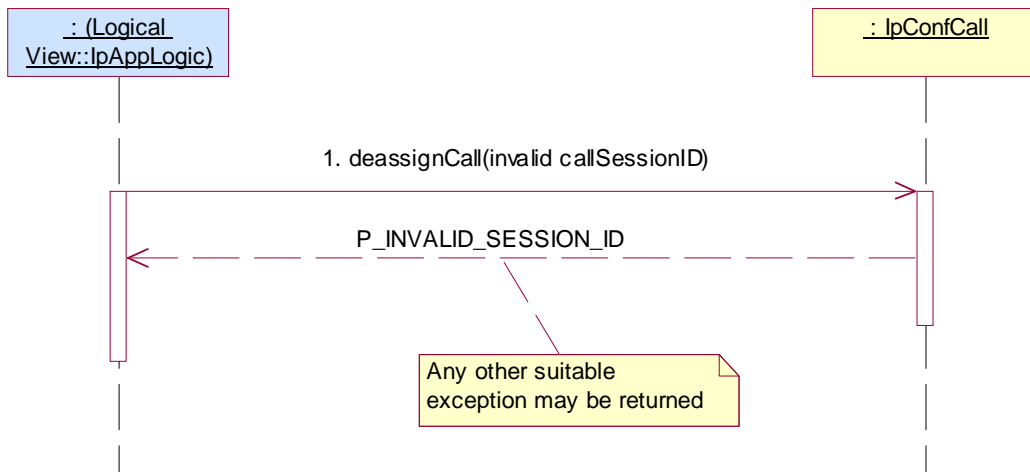 : (Logical
View::IpAppLogic)
: IpConfCall
1. deassignCall(invalid callSessionID)
P_INVALID_SESSION_ID
Any other suitable
exception may be returned